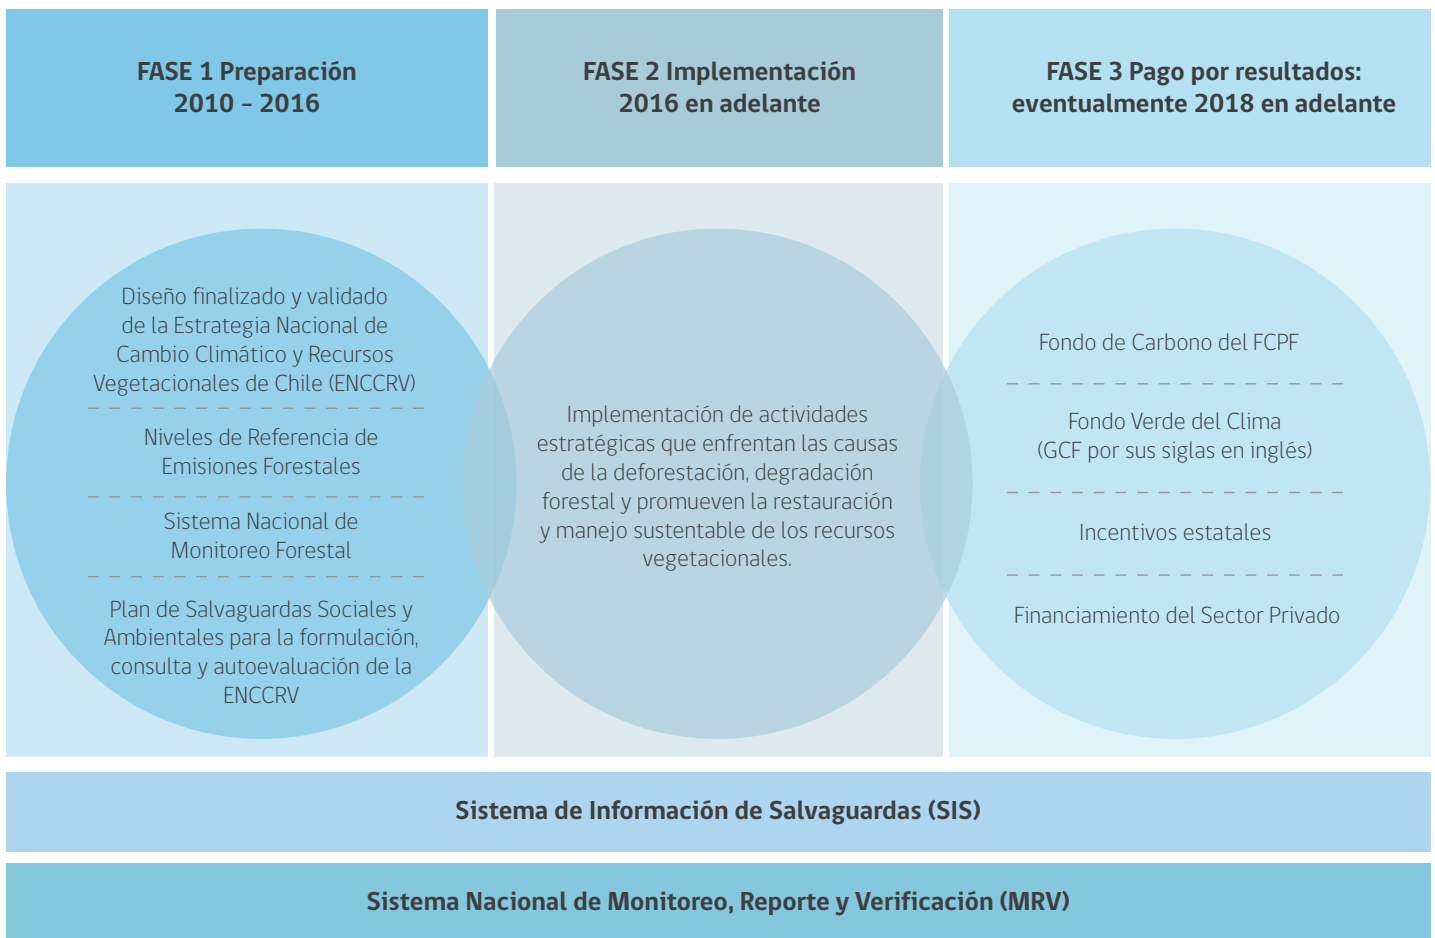 FASE 1 Preparación
2010 – 2016
FASE 2 Implementación
2016 en adelante
FASE 3 Pago por resultados:
eventualmente 2018 en adelante
Diseño finalizado y validado
de la Estrategia Nacional de
Cambio Climático y Recursos
Vegetacionales de Chile (ENCCRV)
Niveles de Referencia de
Emisiones Forestales
Sistema Nacional de
Monitoreo Forestal
Plan de Salvaguardas Sociales y
Ambientales para la formulación,
consulta y autoevaluación de la
ENCCRV
Implementación de actividades
estratégicas que enfrentan las causas
de la deforestación, degradación
forestal y promueven la restauración
y manejo sustentable de los recursos
vegetacionales.
Fondo de Carbono del FCPF
Fondo Verde del Clima
(GCF por sus siglas en inglés)
Incentivos estatales
Financiamiento del Sector Privado
Sistema de Información de Salvaguardas (SIS)
Sistema Nacional de Monitoreo, Reporte y Verificación (MRV)